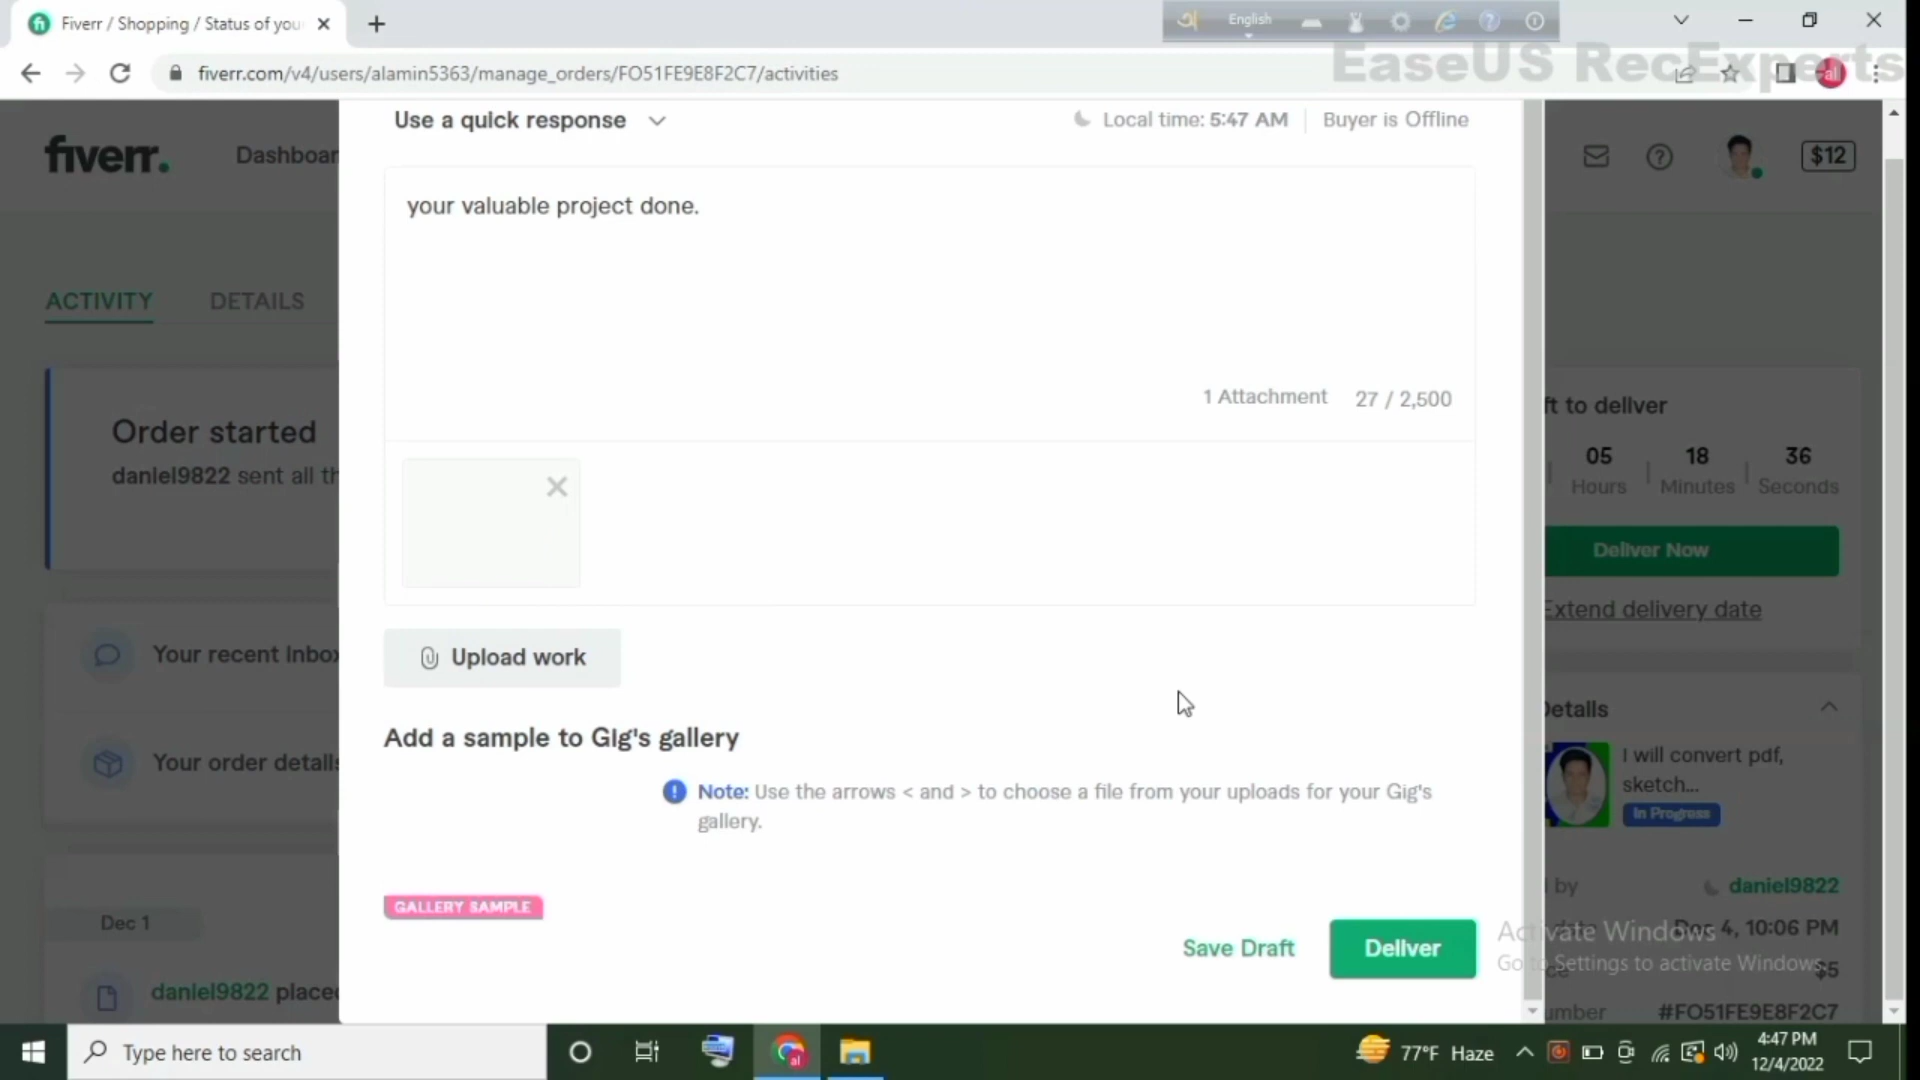 Fiverr / Shopping / Status of you
English
EaseUS RecExperts
fiverr.com/v4/users/alamin5363/manage_orders/FO51FE9E8F2C7/activities
al
Use a quick response
Local time: 5:47 AM
Buyer is Offline
fiverr.
Dashboar
$12
your valuable project done.
ACTIVITY
DETAILS
1 Attachment
27 / 2,500
ft to deliver
Order started
daniel9822 sent all th
05
18
36
Hours
Minutes
Seconds
Deliver Now
Extend delivery date
Your recent Inbox
Upload work
Details
Add a sample to Gig's gallery
I will convert pdf,
sketch...
In Progress
Your order details
Note: Use the arrows < and > to choose a file from your uploads for your Gig's
gallery.
by
daniel9822
GALLERY SAMPLE
Dec 1
Save Draft
Deliver
Activate Windows
Dec 4, 10:06 PM
Go to Settings to activate Windows.
$5
daniel9822 place
umber
#FO51FE9E8F2C7
Type here to search
al
77°F Haze
4:47 PM
12/4/2022